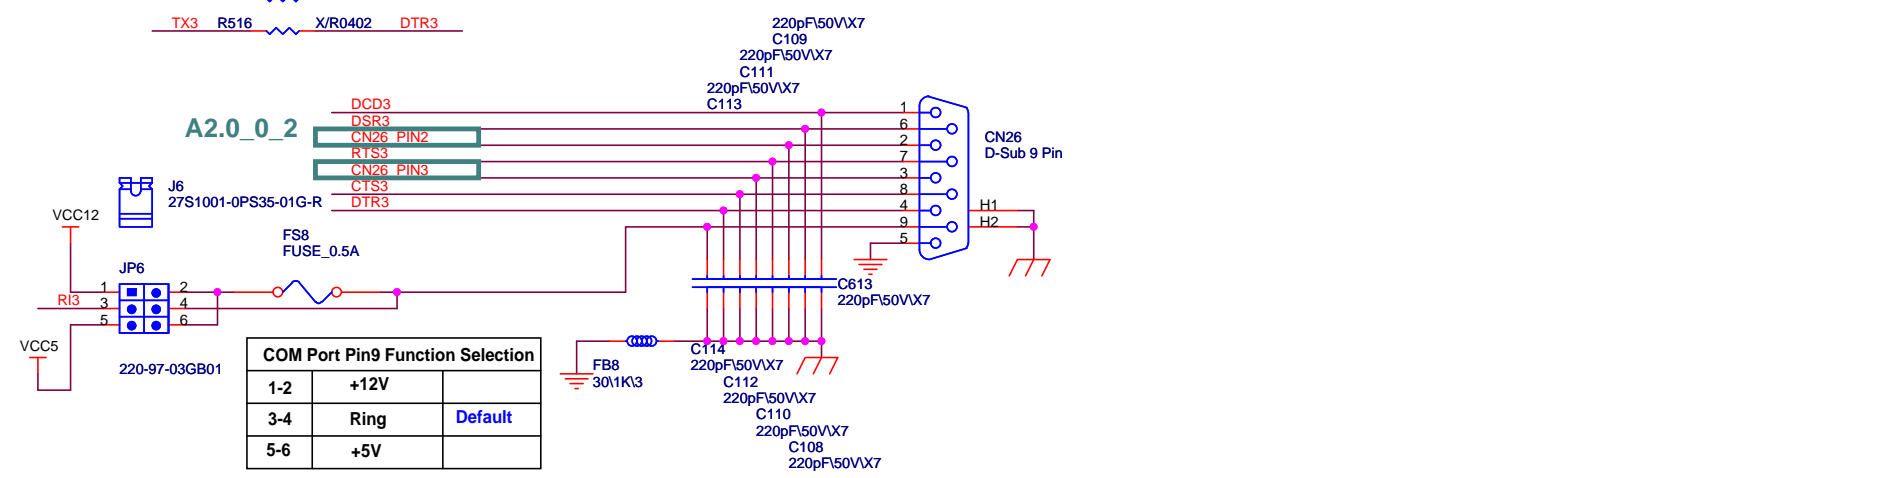 TX3 R516 X/R0402 DTR3
220pF\50V\X7
C109
220pF\50V\X7
C111
220pF\50V\X7
C113
DCD3 1
DSR3 6
A2.0_0_2
CN26_PIN2 2
RTS3 7
CN26_PIN3 3
CTS3 8
DTR3 4
9
5
CN26
D-Sub 9 Pin
H1
H2
J6
27S1001-0PS35-01G-R
VCC12
FS8
FUSE_0.5A
JP6
1 2
RI3 3 4
5 6
VCC5
220-97-03GB01
C613
220pF\50V\X7
COM Port Pin9 Function Selection
1-2 +12V
3-4 Ring Default
5-6 +5V
FB8
30\1K\3
C114
220pF\50V\X7
C112
220pF\50V\X7
C110
220pF\50V\X7
C108
220pF\50V\X7